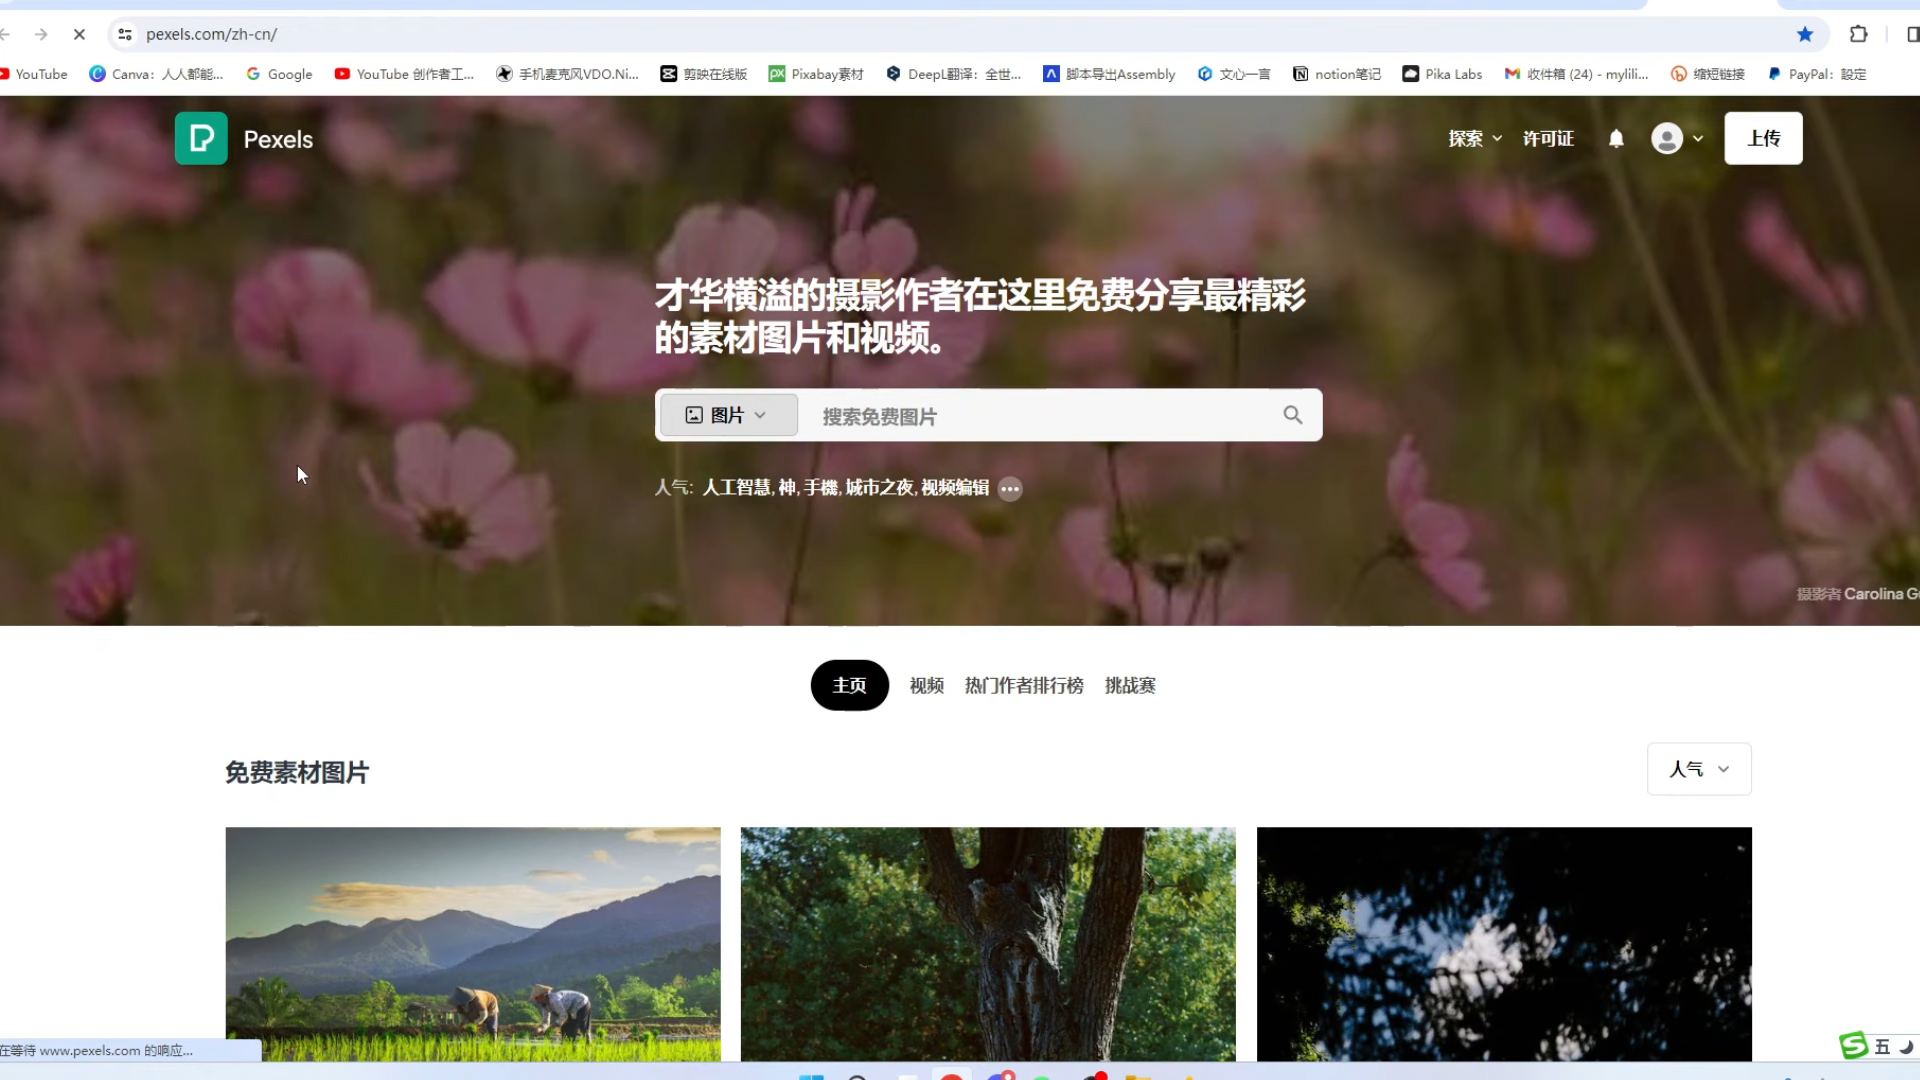 pexels.com/zh-cn/
YouTube
Canva：人人都能...
Google
YouTube 创作者工...
手机麦克风VDO.Ni...
剪映在线版
Pixabay素材
DeepL翻译：全世...
脚本导出Assembly
文心一言
notion笔记
Pika Labs
收件箱 (24) - mylili...
缩短链接
PayPal：設定
Pexels
探索
许可证
上传
才华横溢的摄影作者在这里免费分享最精彩
的素材图片和视频。
图片
搜索免费图片
人气: 人工智慧, 神, 手機, 城市之夜, 视频编辑
摄影者 Carolina
主页
视频
热门作者排行榜
挑战赛
免费素材图片
人气
在等待 www.pexels.com 的响应...
五